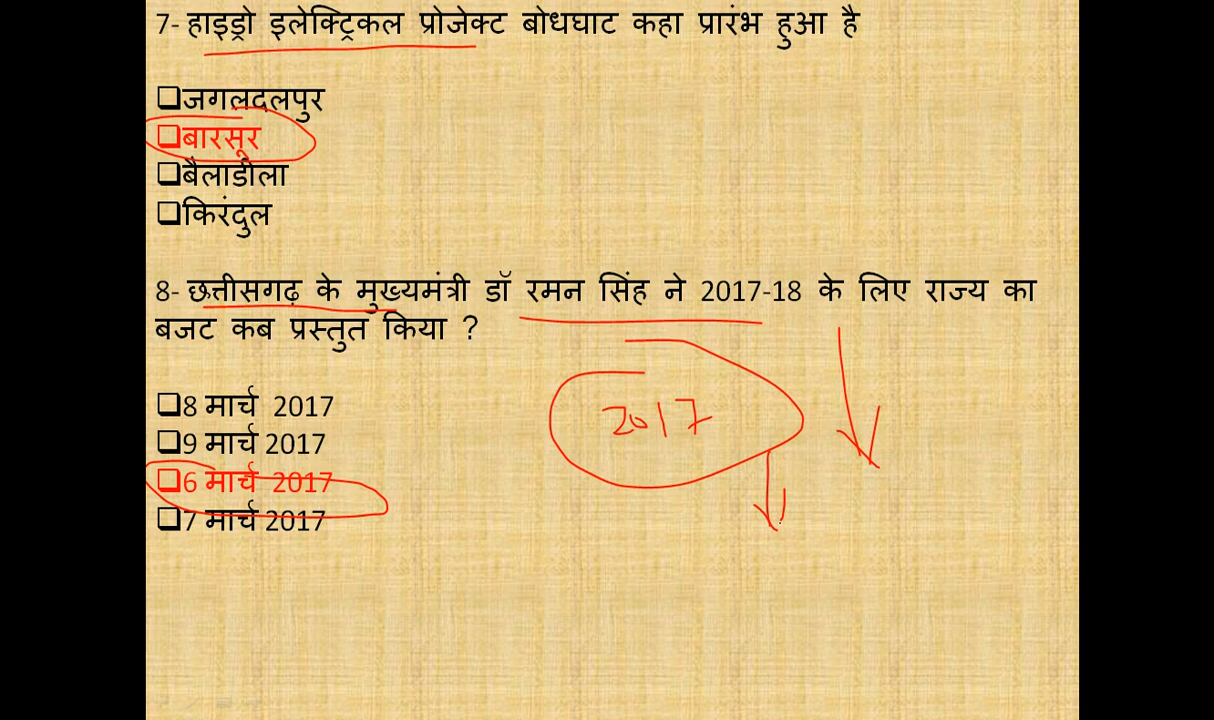 7- हाइड्रो इलेक्ट्रिकल प्रोजेक्ट बोधघाट कहा प्रारंभ हुआ है
❑जगलदलपुर
❑बारसूर
❑बैलाडीला
❑किरंदुल
8- छत्तीसगढ़ के मुख्यमंत्री डॉ रमन सिंह ने 2017-18 के लिए राज्य का
बजट कब प्रस्तुत किया ?
❑8 मार्च 2017
❑9 मार्च 2017
2017
❑6 मार्च 2017
❑7 मार्च 2017